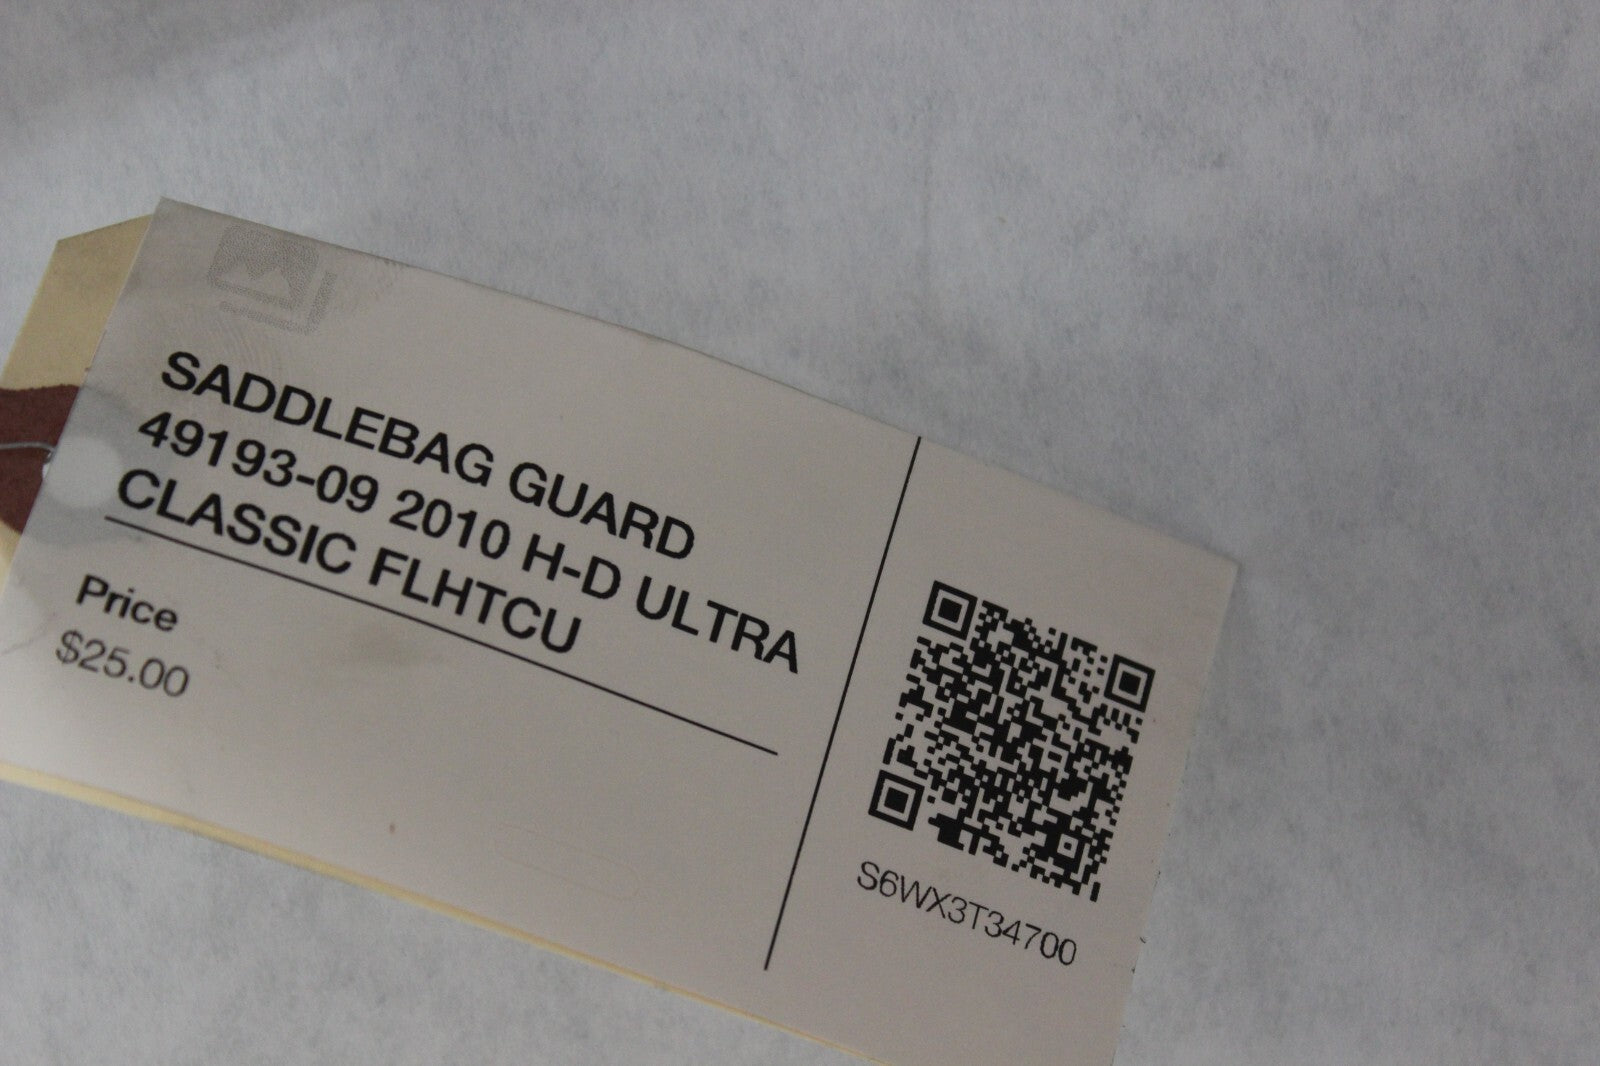 SADDLEBAG GUARD
49193-09 2010 H-D ULTRA
CLASSIC FLHTCU
Price
$25.00
S6WX3T34700